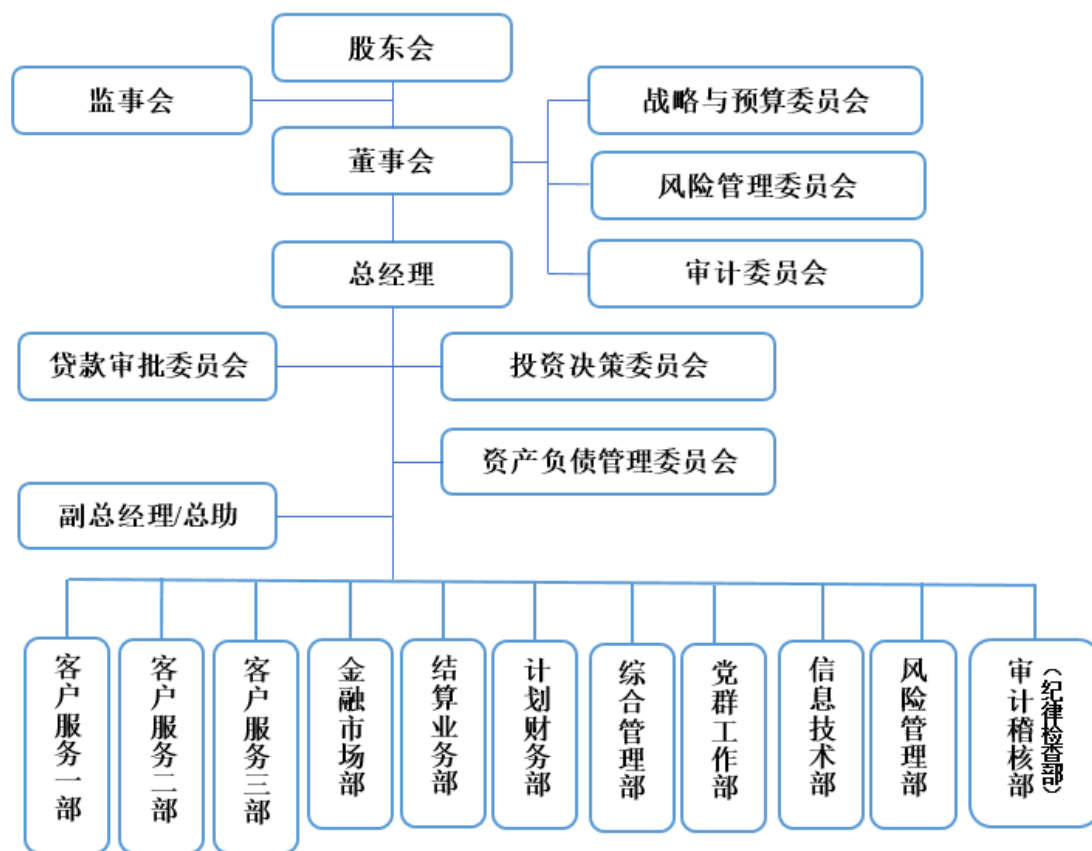 股东会
监事会
战略与预算委员会
董事会
风险管理委员会
总经理
审计委员会
贷款审批委员会
投资决策委员会
资产负债管理委员会
副总经理/总助
客户服务一部
客户服务二部
客户服务三部
金融市场部
结算业务部
计划财务部
综合管理部
党群工作部
信息技术部
风险管理部
审计稽核部
（纪律检查部）